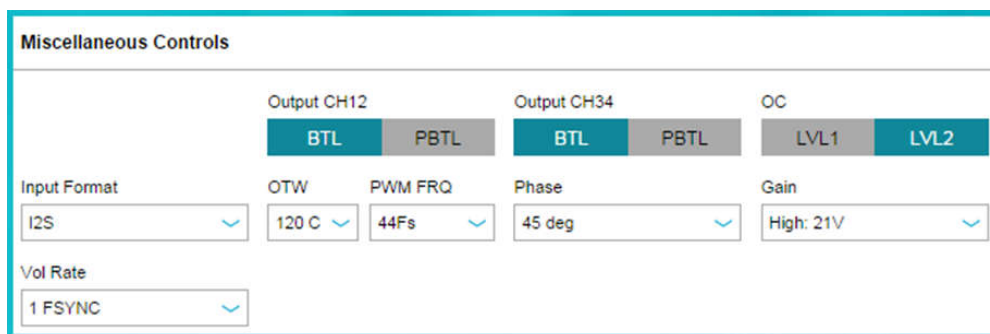 Miscellaneous Controls
Output CH12 Output CH34 OC
BTL PBTL BTL PBTL LVL1 LVL2
Input Format OTW PWM FRQ Phase Gain
I2S 120 C 44Fs 45 deg High: 21V
Vol Rate
1 FSYNC